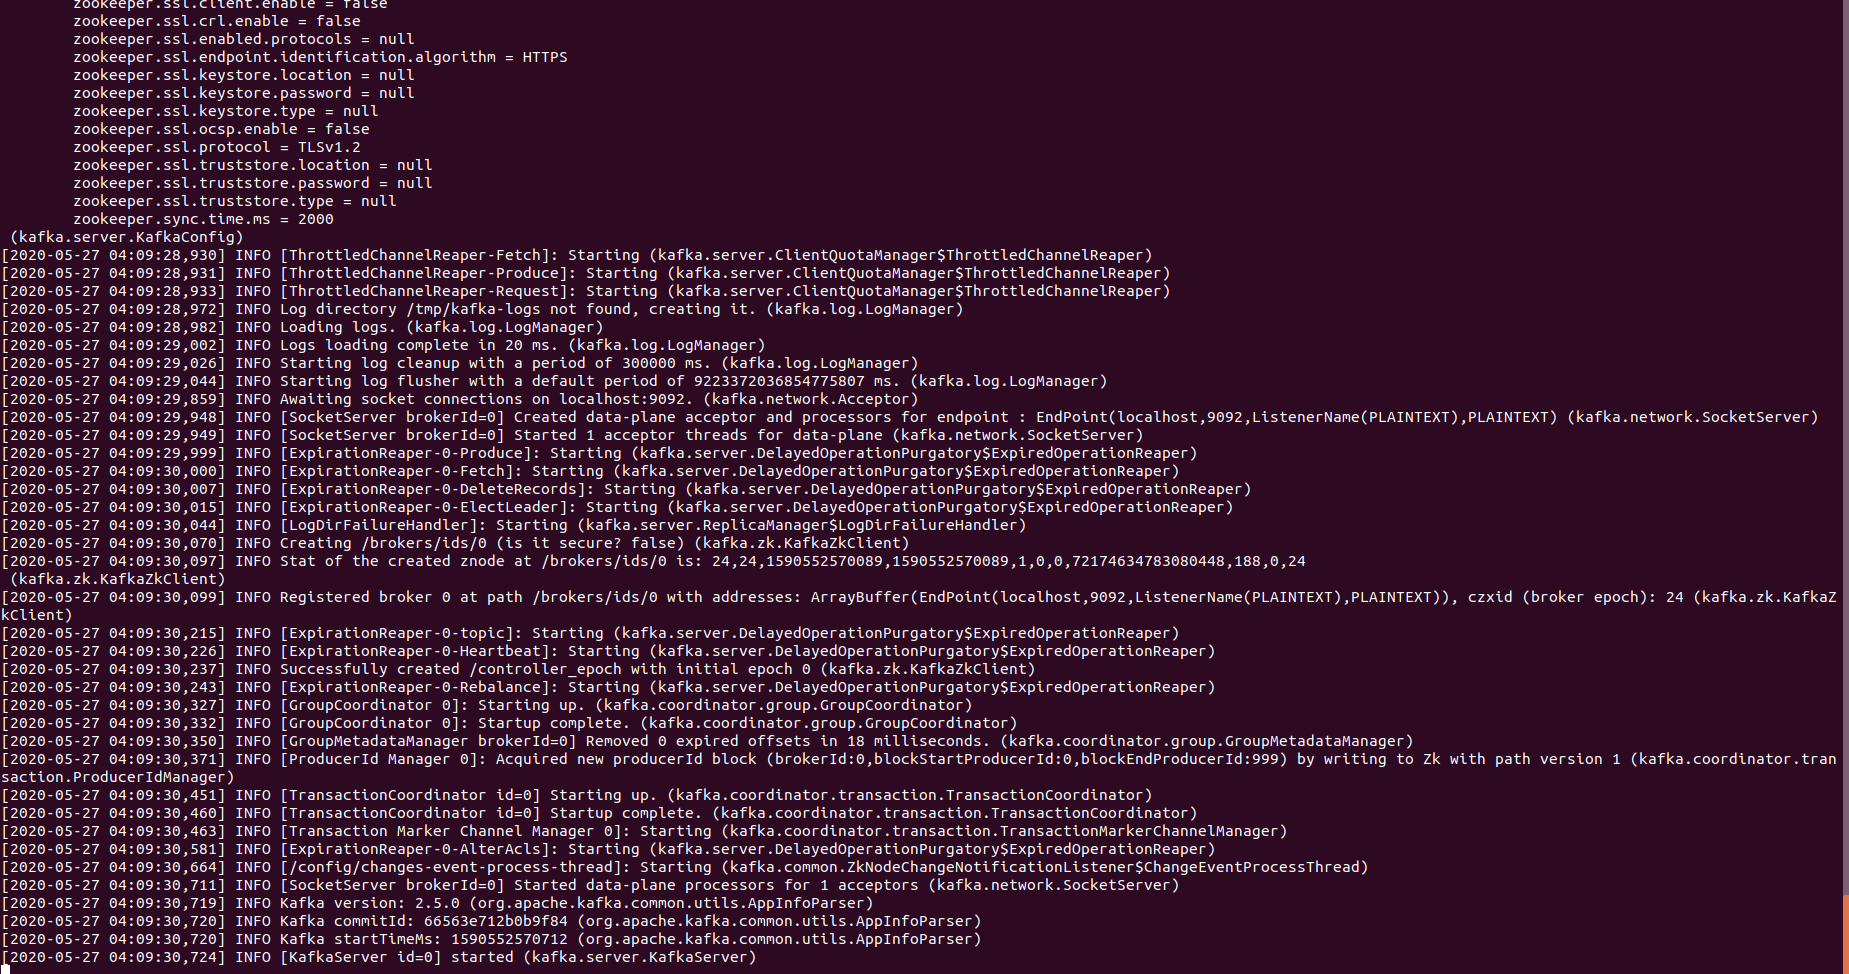 zookeeper.ssl.client.enable = false
zookeeper.ssl.crl.enable = false
zookeeper.ssl.enabled.protocols = null
zookeeper.ssl.endpoint.identification.algorithm = HTTPS
zookeeper.ssl.keystore.location = null
zookeeper.ssl.keystore.password = null
zookeeper.ssl.keystore.type = null
zookeeper.ssl.ocsp.enable = false
zookeeper.ssl.protocol = TLSv1.2
zookeeper.ssl.truststore.location = null
zookeeper.ssl.truststore.password = null
zookeeper.ssl.truststore.type = null
zookeeper.sync.time.ms = 2000
(kafka.server.KafkaConfig)
[2020-05-27 04:09:28,930] INFO [ThrottledChannelReaper-Fetch]: Starting (kafka.server.ClientQuotaManager$ThrottledChannelReaper)
[2020-05-27 04:09:28,931] INFO [ThrottledChannelReaper-Produce]: Starting (kafka.server.ClientQuotaManager$ThrottledChannelReaper)
[2020-05-27 04:09:28,933] INFO [ThrottledChannelReaper-Request]: Starting (kafka.server.ClientQuotaManager$ThrottledChannelReaper)
[2020-05-27 04:09:28,972] INFO Log directory /tmp/kafka-logs not found, creating it. (kafka.log.LogManager)
[2020-05-27 04:09:28,982] INFO Loading logs. (kafka.log.LogManager)
[2020-05-27 04:09:29,002] INFO Logs loading complete in 20 ms. (kafka.log.LogManager)
[2020-05-27 04:09:29,026] INFO Starting log cleanup with a period of 300000 ms. (kafka.log.LogManager)
[2020-05-27 04:09:29,044] INFO Starting log flusher with a default period of 9223372036854775807 ms. (kafka.log.LogManager)
[2020-05-27 04:09:29,859] INFO Awaiting socket connections on localhost:9092. (kafka.network.Acceptor)
[2020-05-27 04:09:29,948] INFO [SocketServer brokerId=0] Created data-plane acceptor and processors for endpoint : EndPoint(localhost,9092,ListenerName(PLAINTEXT),PLAINTEXT) (kafka.network.SocketServer)
[2020-05-27 04:09:29,949] INFO [SocketServer brokerId=0] Started 1 acceptor threads for data-plane (kafka.network.SocketServer)
[2020-05-27 04:09:29,999] INFO [ExpirationReaper-0-Produce]: Starting (kafka.server.DelayedOperationPurgatory$ExpiredOperationReaper)
[2020-05-27 04:09:30,000] INFO [ExpirationReaper-0-Fetch]: Starting (kafka.server.DelayedOperationPurgatory$ExpiredOperationReaper)
[2020-05-27 04:09:30,007] INFO [ExpirationReaper-0-DeleteRecords]: Starting (kafka.server.DelayedOperationPurgatory$ExpiredOperationReaper)
[2020-05-27 04:09:30,015] INFO [ExpirationReaper-0-ElectLeader]: Starting (kafka.server.DelayedOperationPurgatory$ExpiredOperationReaper)
[2020-05-27 04:09:30,044] INFO [LogDirFailureHandler]: Starting (kafka.server.ReplicaManager$LogDirFailureHandler)
[2020-05-27 04:09:30,070] INFO Creating /brokers/ids/0 (is it secure? false) (kafka.zk.KafkaZkClient)
[2020-05-27 04:09:30,097] INFO Stat of the created znode at /brokers/ids/0 is: 24,24,1590552570089,1590552570089,1,0,0,72174634783080448,188,0,24
(kafka.zk.KafkaZkClient)
[2020-05-27 04:09:30,099] INFO Registered broker 0 at path /brokers/ids/0 with addresses: ArrayBuffer(EndPoint(localhost,9092,ListenerName(PLAINTEXT),PLAINTEXT)), czxid (broker epoch): 24 (kafka.zk.KafkaZ
kClient)
[2020-05-27 04:09:30,215] INFO [ExpirationReaper-0-topic]: Starting (kafka.server.DelayedOperationPurgatory$ExpiredOperationReaper)
[2020-05-27 04:09:30,226] INFO [ExpirationReaper-0-Heartbeat]: Starting (kafka.server.DelayedOperationPurgatory$ExpiredOperationReaper)
[2020-05-27 04:09:30,237] INFO Successfully created /controller_epoch with initial epoch 0 (kafka.zk.KafkaZkClient)
[2020-05-27 04:09:30,243] INFO [ExpirationReaper-0-Rebalance]: Starting (kafka.server.DelayedOperationPurgatory$ExpiredOperationReaper)
[2020-05-27 04:09:30,327] INFO [GroupCoordinator 0]: Starting up. (kafka.coordinator.group.GroupCoordinator)
[2020-05-27 04:09:30,332] INFO [GroupCoordinator 0]: Startup complete. (kafka.coordinator.group.GroupCoordinator)
[2020-05-27 04:09:30,350] INFO [GroupMetadataManager brokerId=0] Removed 0 expired offsets in 18 milliseconds. (kafka.coordinator.group.GroupMetadataManager)
[2020-05-27 04:09:30,371] INFO [ProducerId Manager 0]: Acquired new producerId block (brokerId:0,blockStartProducerId:0,blockEndProducerId:999) by writing to Zk with path version 1 (kafka.coordinator.tran
saction.ProducerIdManager)
[2020-05-27 04:09:30,451] INFO [TransactionCoordinator id=0] Starting up. (kafka.coordinator.transaction.TransactionCoordinator)
[2020-05-27 04:09:30,460] INFO [TransactionCoordinator id=0] Startup complete. (kafka.coordinator.transaction.TransactionCoordinator)
[2020-05-27 04:09:30,463] INFO [Transaction Marker Channel Manager 0]: Starting (kafka.coordinator.transaction.TransactionMarkerChannelManager)
[2020-05-27 04:09:30,581] INFO [ExpirationReaper-0-AlterAcls]: Starting (kafka.server.DelayedOperationPurgatory$ExpiredOperationReaper)
[2020-05-27 04:09:30,664] INFO [/config/changes-event-process-thread]: Starting (kafka.common.ZkNodeChangeNotificationListener$ChangeEventProcessThread)
[2020-05-27 04:09:30,711] INFO [SocketServer brokerId=0] Started data-plane processors for 1 acceptors (kafka.network.SocketServer)
[2020-05-27 04:09:30,719] INFO Kafka version: 2.5.0 (org.apache.kafka.common.utils.AppInfoParser)
[2020-05-27 04:09:30,720] INFO Kafka commitId: 66563e712b0b9f84 (org.apache.kafka.common.utils.AppInfoParser)
[2020-05-27 04:09:30,720] INFO Kafka startTimeMs: 1590552570712 (org.apache.kafka.common.utils.AppInfoParser)
[2020-05-27 04:09:30,724] INFO [KafkaServer id=0] started (kafka.server.KafkaServer)